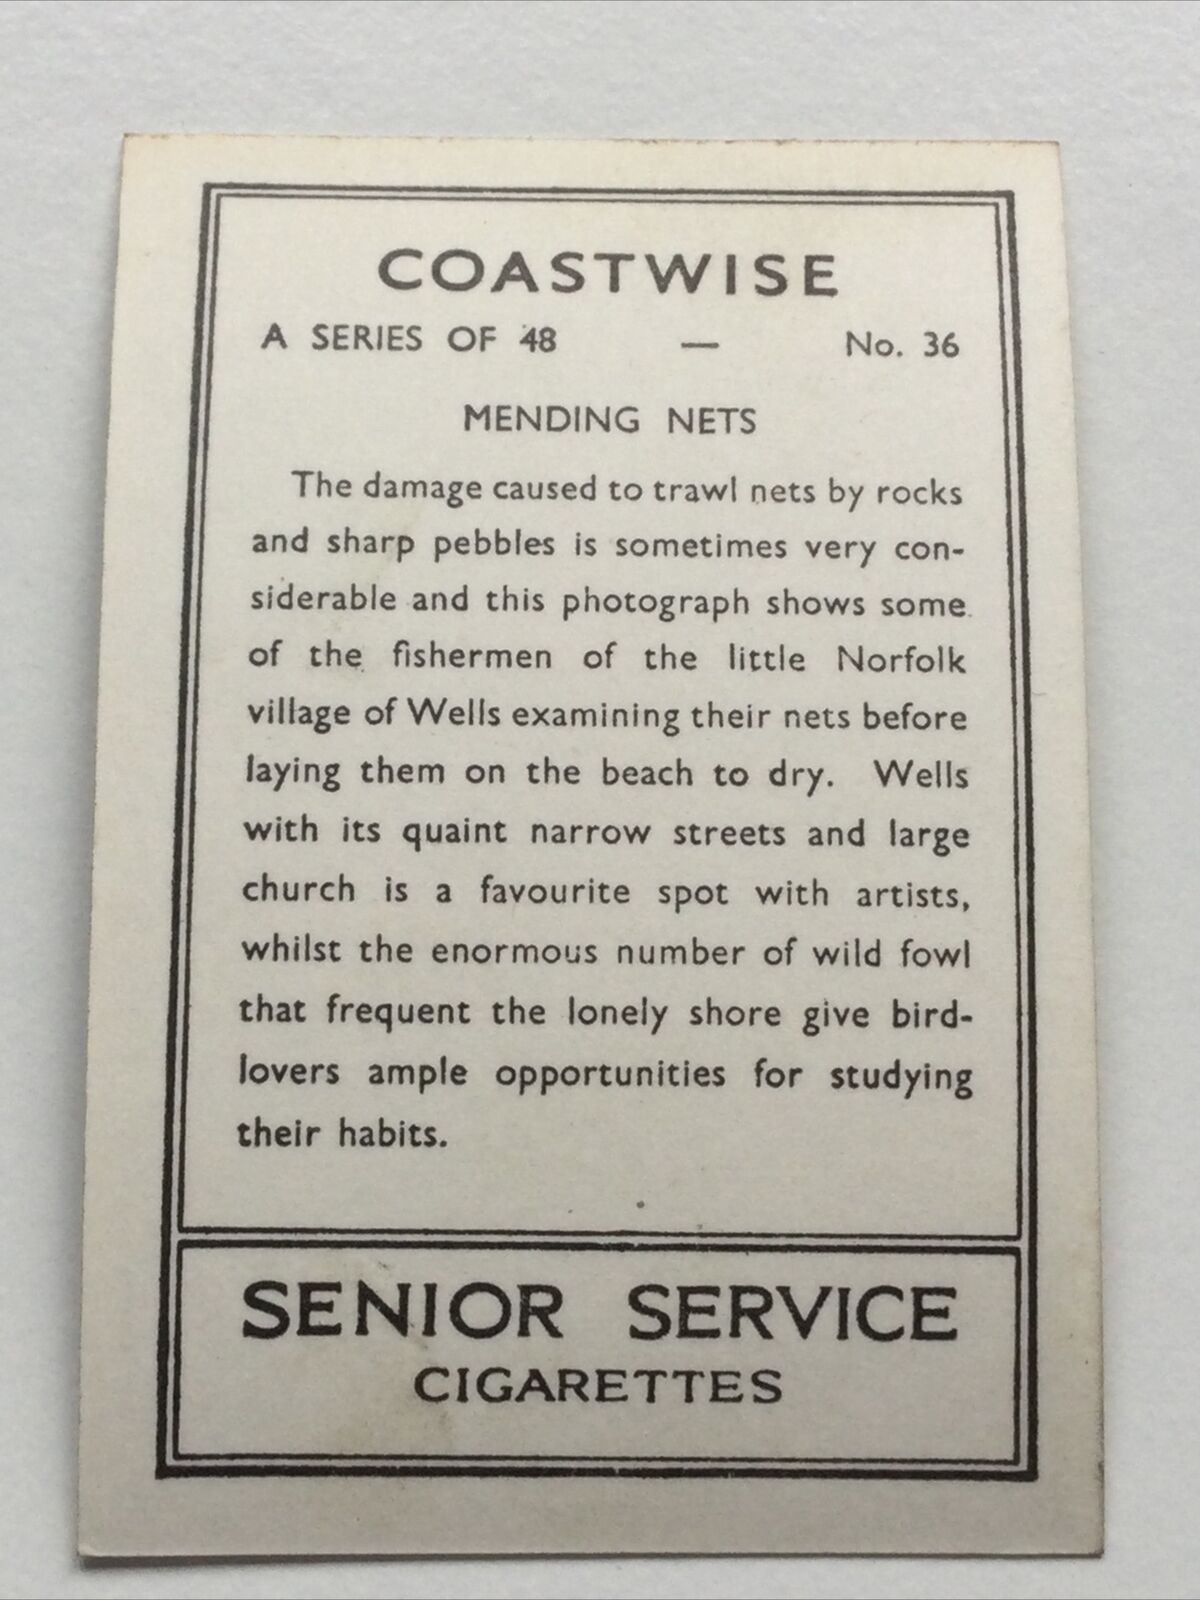 COASTWISE
A SERIES OF 48 — No. 36
MENDING NETS
The damage caused to trawl nets by rocks
and sharp pebbles is sometimes very con-
siderable and this photograph shows some
of the fishermen of the little Norfolk
village of Wells examining their nets before
laying them on the beach to dry. Wells
with its quaint narrow streets and large
church is a favourite spot with artists,
whilst the enormous number of wild fowl
that frequent the lonely shore give bird-
lovers ample opportunities for studying
their habits.
SENIOR SERVICE
CIGARETTES